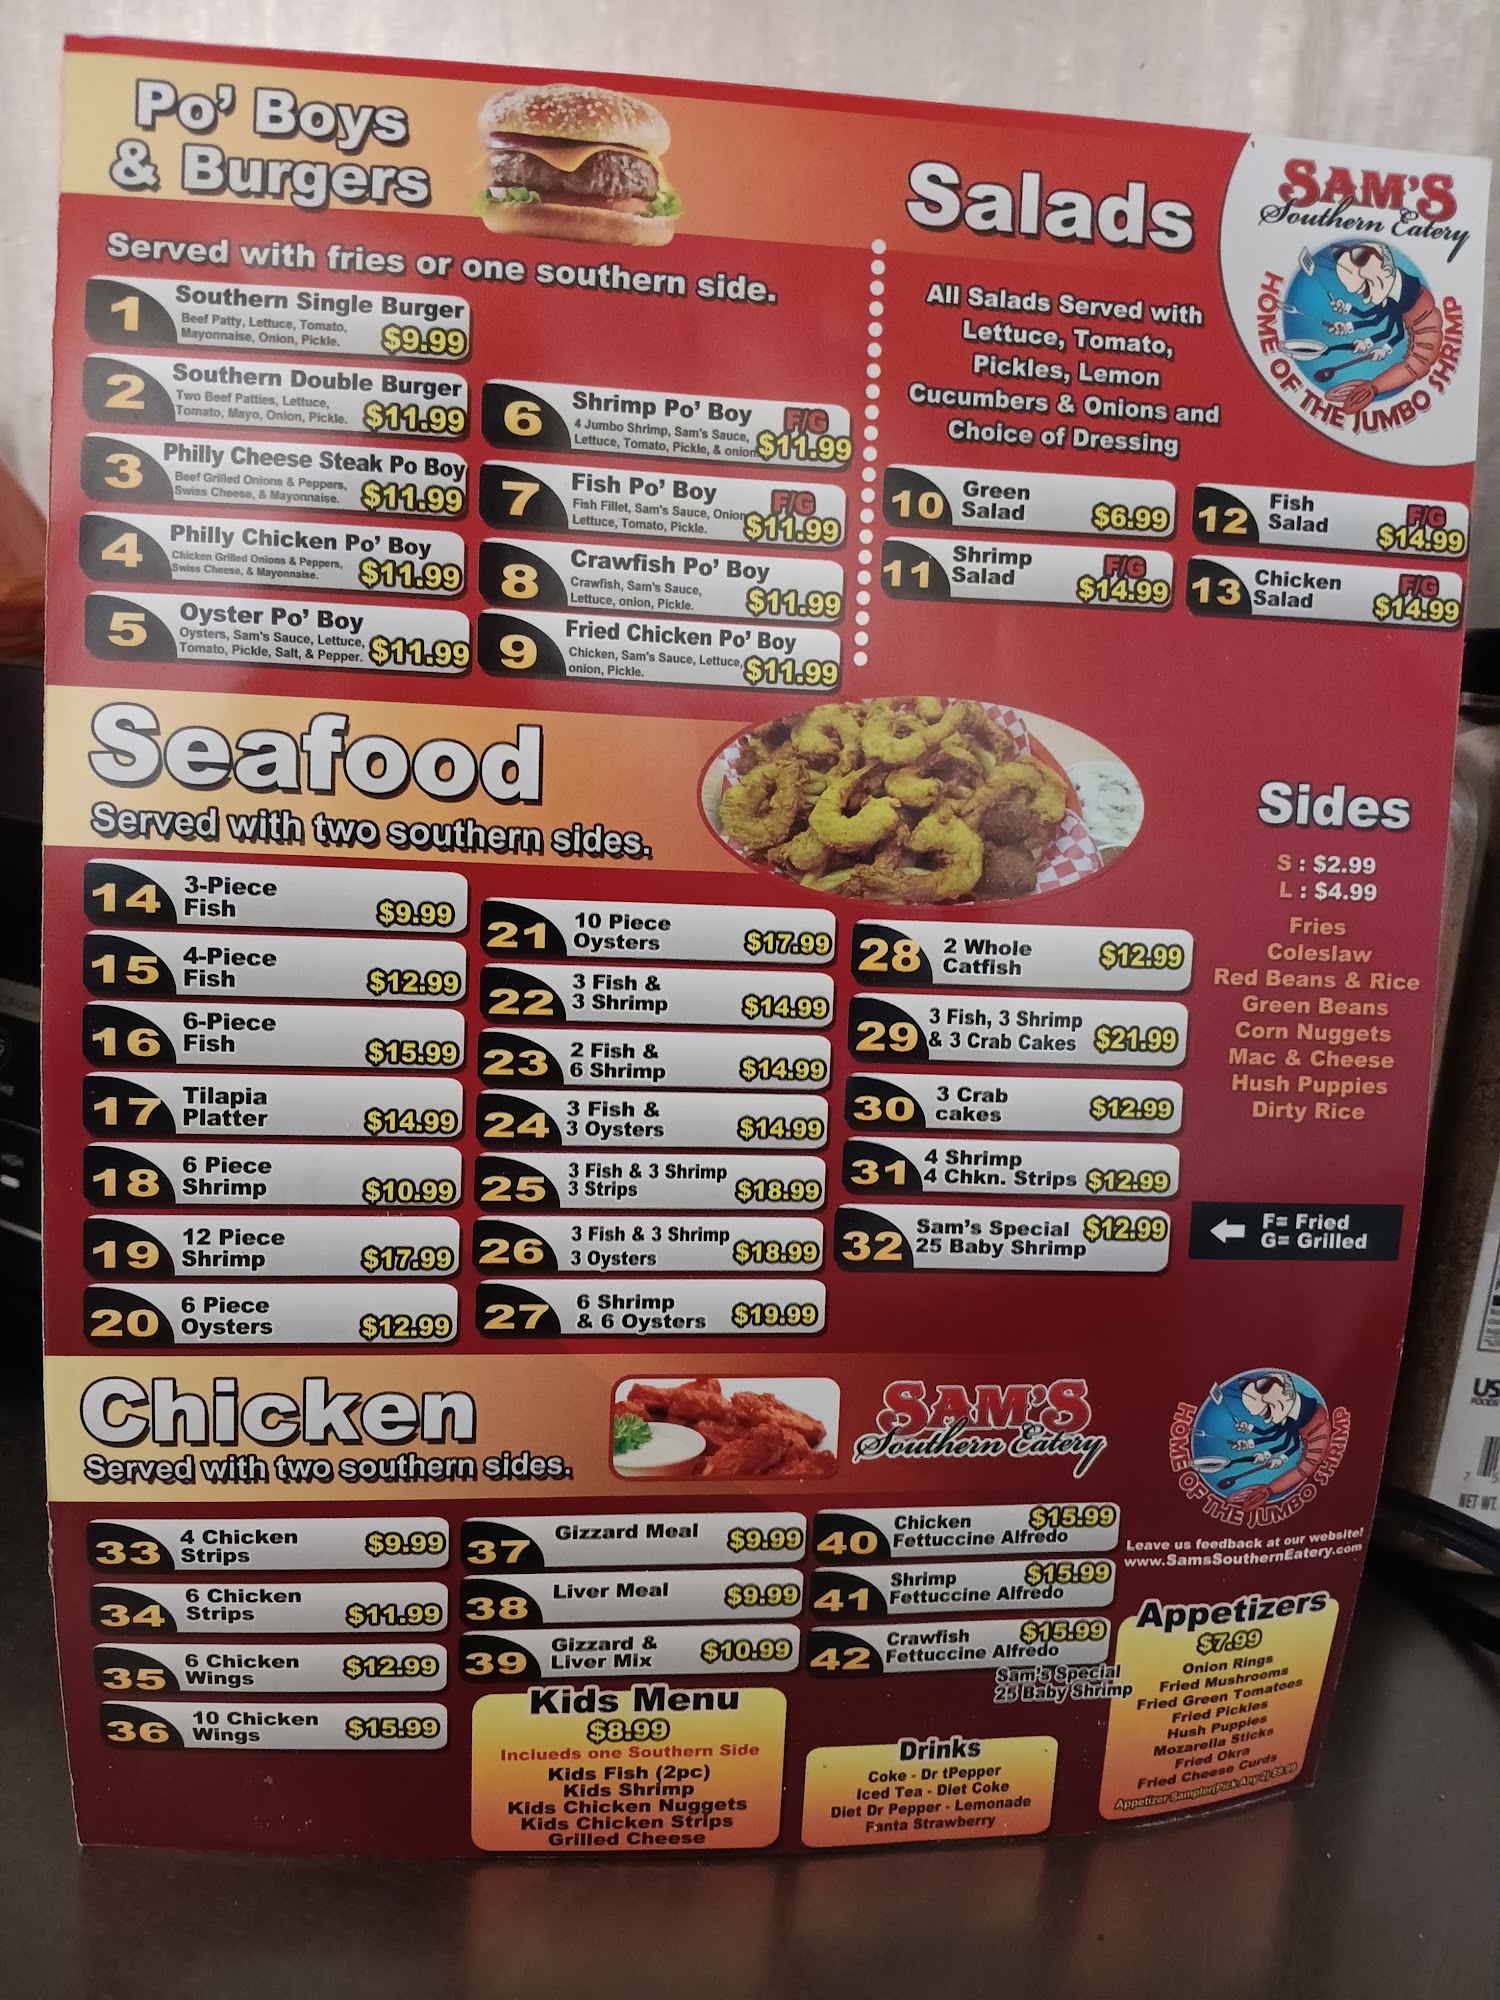 Po' Boys
& Burgers
Served with fries or one southern side.
1
Southern Single Burger
Beef Patty, Lettuce, Tomato,
Mayonnaise, Onion, Pickle.
$9.99
2
Southern Double Burger
Two Beef Patties, Lettuce,
Tomato, Mayo, Onion, Pickle.
$11.99
3
Philly Cheese Steak Po Boy
Beef Grilled Onions & Peppers,
Swiss Cheese, & Mayonnaise.
$11.99
4
Philly Chicken Po' Boy
Chicken Grilled Onions & Peppers,
Swiss Cheese, & Mayonnaise.
$11.99
5
Oyster Po' Boy
Oysters, Sam's Sauce, Lettuce,
Tomato, Pickle, Salt, & Pepper.
$11.99
6
Shrimp Po' Boy F/G
4 Jumbo Shrimp, Sam's Sauce,
Lettuce, Tomato, Pickle, & onion
$11.99
7
Fish Po' Boy F/G
Fish Fillet, Sam's Sauce, Onion
Lettuce, Tomato, Pickle.
$11.99
8
Crawfish Po' Boy
Crawfish, Sam's Sauce,
Lettuce, onion, Pickle.
$11.99
9
Fried Chicken Po' Boy
Chicken, Sam's Sauce, Lettuce,
onion, Pickle.
$11.99
Salads
All Salads Served with
Lettuce, Tomato,
Pickles, Lemon
Cucumbers & Onions and
Choice of Dressing
10
Green
Salad
$6.99
11
Shrimp
Salad
F/G
$14.99
12
Fish
Salad
F/G
$14.99
13
Chicken
Salad
F/G
$14.99
SAM'S
Southern Eatery
HOME OF THE JUMBO SHRIMP
Seafood
Served with two southern sides.
14
3-Piece
Fish
$9.99
15
4-Piece
Fish
$12.99
16
6-Piece
Fish
$15.99
17
Tilapia
Platter
$14.99
18
6 Piece
Shrimp
$10.99
19
12 Piece
Shrimp
$17.99
20
6 Piece
Oysters
$12.99
21
10 Piece
Oysters
$17.99
22
3 Fish &
3 Shrimp
$14.99
23
2 Fish &
6 Shrimp
$14.99
24
3 Fish &
3 Oysters
$14.99
25
3 Fish & 3 Shrimp
3 Strips
$18.99
26
3 Fish & 3 Shrimp
3 Oysters
$18.99
27
6 Shrimp
& 6 Oysters
$19.99
28
2 Whole
Catfish
$12.99
29
3 Fish, 3 Shrimp
& 3 Crab Cakes
$21.99
30
3 Crab
cakes
$12.99
31
4 Shrimp
4 Chkn. Strips
$12.99
32
Sam's Special
25 Baby Shrimp
$12.99
Sides
S : $2.99
L : $4.99
Fries
Coleslaw
Red Beans & Rice
Green Beans
Corn Nuggets
Mac & Cheese
Hush Puppies
Dirty Rice
F= Fried
G= Grilled
Chicken
Served with two southern sides.
33
4 Chicken
Strips
$9.99
34
6 Chicken
Strips
$11.99
35
6 Chicken
Wings
$12.99
36
10 Chicken
Wings
$15.99
37
Gizzard Meal
$9.99
38
Liver Meal
$9.99
39
Gizzard &
Liver Mix
$10.99
40
Chicken
Fettuccine Alfredo
$15.99
41
Shrimp
Fettuccine Alfredo
$15.99
42
Crawfish
Fettuccine Alfredo
$15.99
Sam's Special
25 Baby Shrimp
SAM'S
Southern Eatery
HOME OF THE JUMBO SHRIMP
Leave us feedback at our website!
www.SamsSouthernEatery.com
Kids Menu
$8.99
Inclueds one Southern Side
Kids Fish (2pc)
Kids Shrimp
Kids Chicken Nuggets
Kids Chicken Strips
Grilled Cheese
Drinks
Coke - Dr tPepper
Iced Tea - Diet Coke
Diet Dr Pepper - Lemonade
Fanta Strawberry
Appetizers
$7.99
Onion Rings
Fried Mushrooms
Fried Green Tomatoes
Fried Pickles
Hush Puppies
Mozarella Sticks
Fried Okra
Fried Cheese Curds
Appetizer Sampler(Pick Any 2) $9.99
US
FOODS
NET WT.